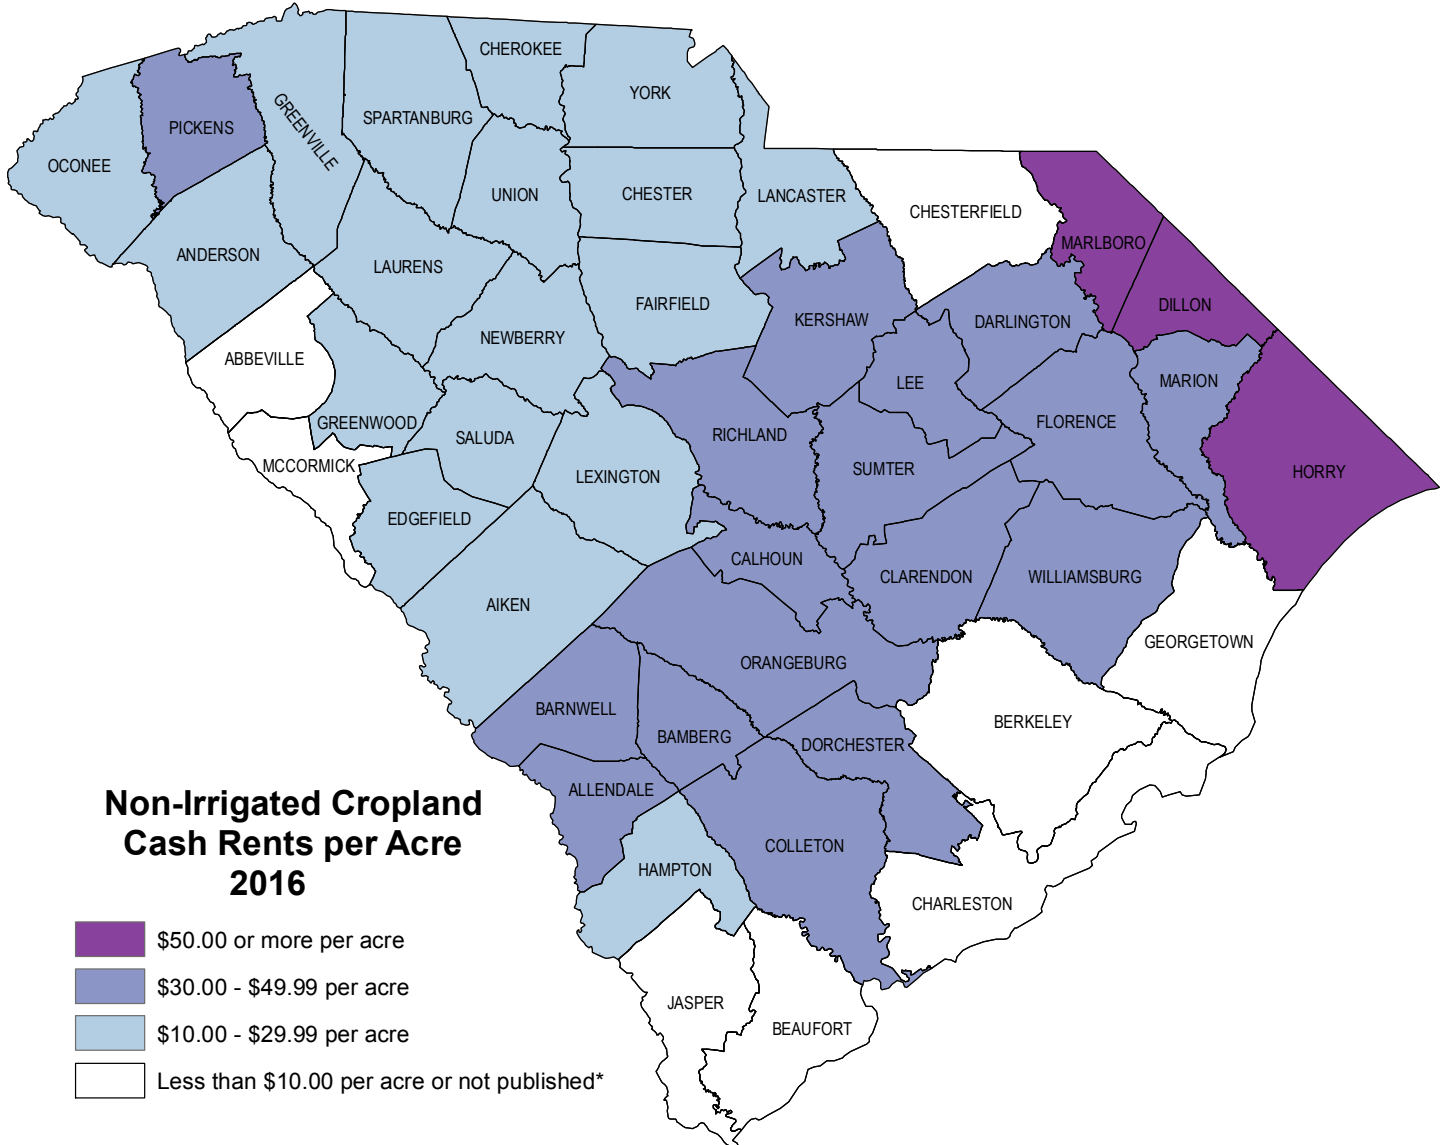 CHEROKEE
YORK
GREENVILLE
SPARTANBURG
PICKENS
OCONEE
UNION
CHESTER
LANCASTER
CHESTERFIELD
MARLBORO
ANDERSON
LAURENS
FAIRFIELD
DILLON
KERSHAW
DARLINGTON
NEWBERRY
ABBEVILLE
LEE
MARION
GREENWOOD
FLORENCE
SALUDA
RICHLAND
MCCORMICK
SUMTER
HORRY
LEXINGTON
EDGEFIELD
CALHOUN
CLARENDON
WILLIAMSBURG
AIKEN
GEORGETOWN
ORANGEBURG
BARNWELL
BERKELEY
BAMBERG
DORCHESTER
ALLENDALE
COLLETON
HAMPTON
CHARLESTON
JASPER
BEAUFORT
Non-Irrigated Cropland
Cash Rents per Acre
2016
$50.00 or more per acre
$30.00 - $49.99 per acre
$10.00 - $29.99 per acre
Less than $10.00 per acre or not published*